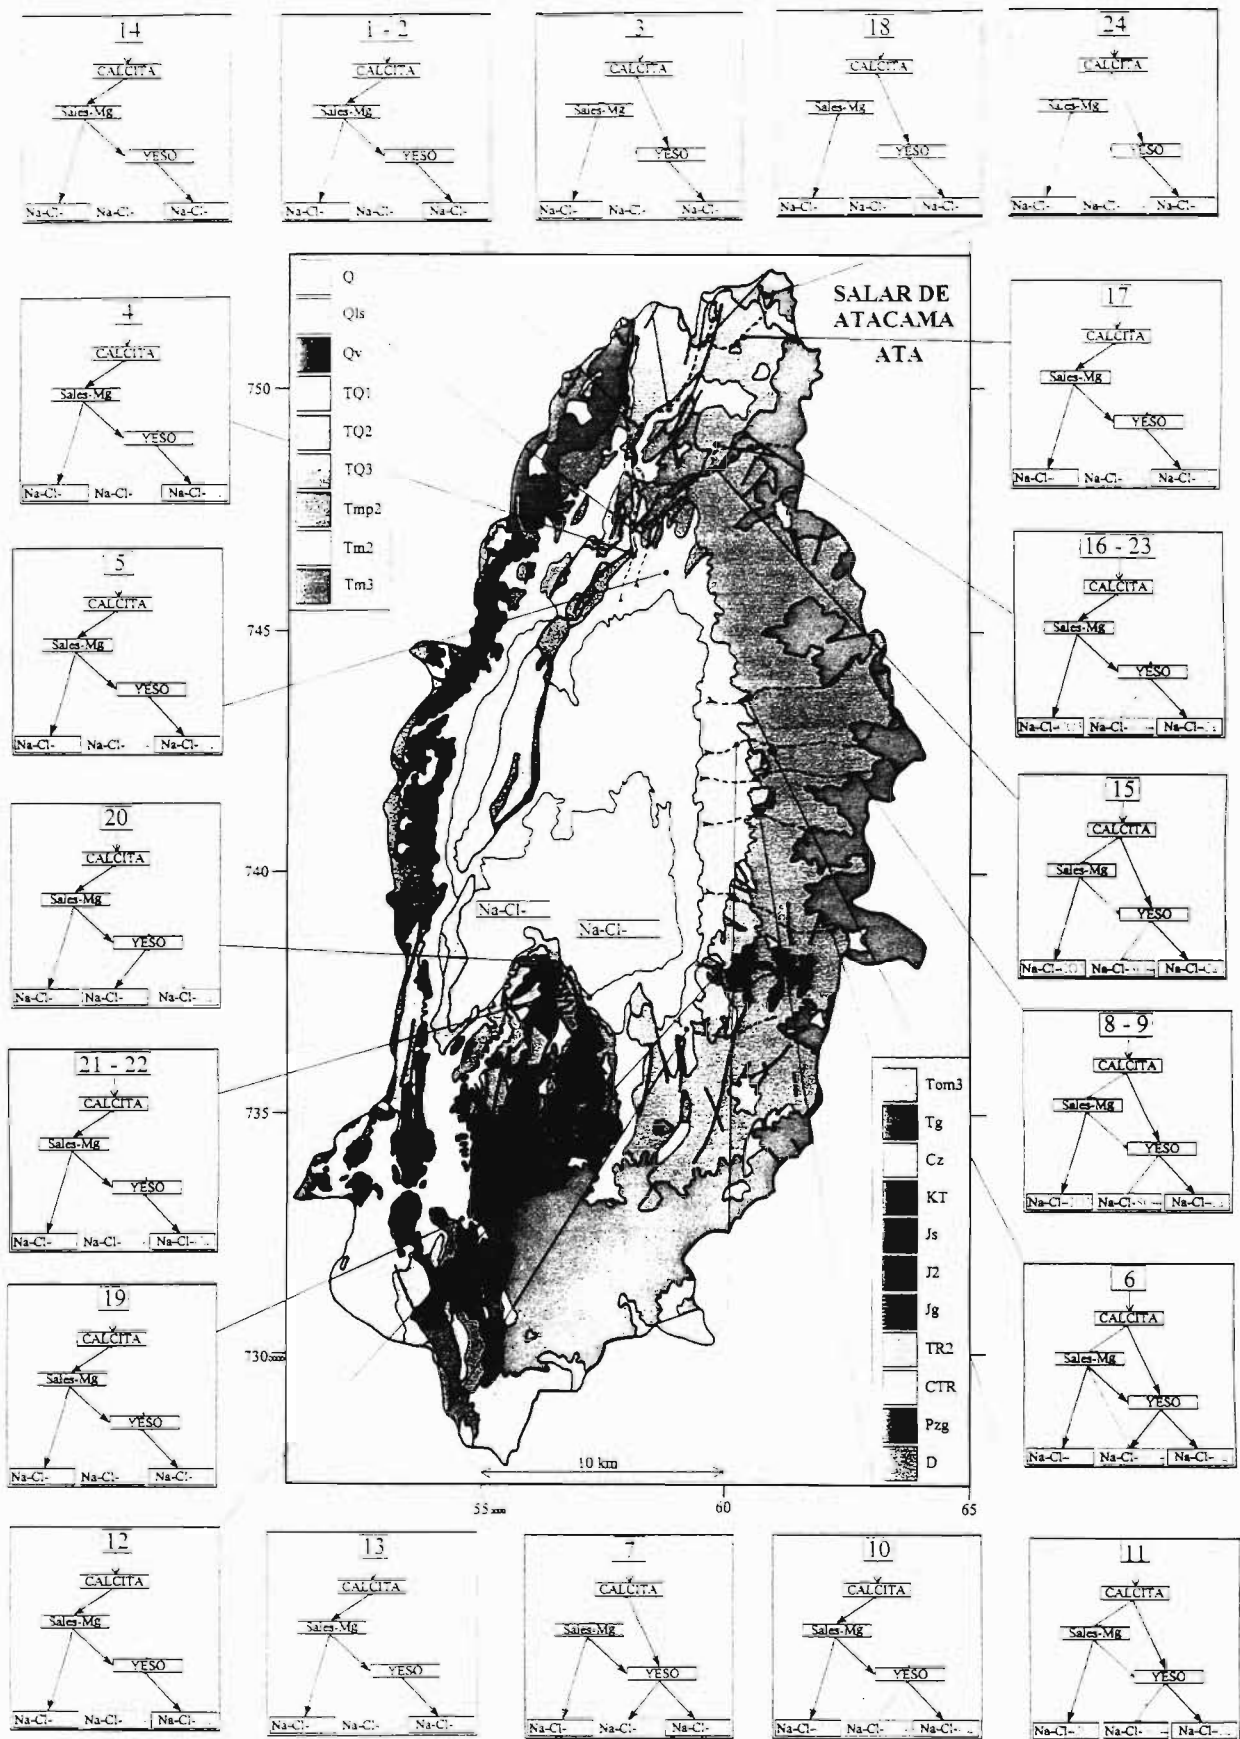 14
CALCITA
Sales-Mg
YESO
Na-Cl- Na-Cl- Na-Cl-
1 - 2
CALCITA
Sales-Mg
YESO
Na-Cl- Na-Cl- Na-Cl-
3
CALCITA
Sales-Mg
YESO
Na-Cl- Na-Cl- Na-Cl-
18
CALCITA
Sales-Mg
YESO
Na-Cl- Na-Cl- Na-Cl-
24
CALCITA
Sales-Mg
YESO
Na-Cl- Na-Cl- Na-Cl-
4
CALCITA
Sales-Mg
YESO
Na-Cl- Na-Cl- Na-Cl-
5
CALCITA
Sales-Mg
YESO
Na-Cl- Na-Cl- Na-Cl-
20
CALCITA
Sales-Mg
YESO
Na-Cl- Na-Cl- Na-Cl-
21 - 22
CALCITA
Sales-Mg
YESO
Na-Cl- Na-Cl- Na-Cl-
19
CALCITA
Sales-Mg
YESO
Na-Cl- Na-Cl- Na-Cl-
Q
Qls
Qv
TQ1
TQ2
TQ3
Tmp2
Tm2
Tm3
SALAR DE
ATACAMA
ATA
750
745
740
735
730
Na-Cl-
Na-Cl-
Tom3
Tg
Cz
KT
Js
J2
Jg
TR2
CTR
Pzg
D
10 km
55
60
65
17
CALCITA
Sales-Mg
YESO
Na-Cl- Na-Cl- Na-Cl-
16 - 23
CALCITA
Sales-Mg
YESO
Na-Cl- Na-Cl- Na-Cl-
15
CALCITA
Sales-Mg
YESO
Na-Cl- Na-Cl- Na-Cl-
8 - 9
CALCITA
Sales-Mg
YESO
Na-Cl- Na-Cl- Na-Cl-
6
CALCITA
Sales-Mg
YESO
Na-Cl- Na-Cl- Na-Cl-
12
CALCITA
Sales-Mg
YESO
Na-Cl- Na-Cl- Na-Cl-
13
CALCITA
Sales-Mg
YESO
Na-Cl- Na-Cl- Na-Cl-
7
CALCITA
Sales-Mg
YESO
Na-Cl- Na-Cl- Na-Cl-
10
CALCITA
Sales-Mg
YESO
Na-Cl- Na-Cl- Na-Cl-
11
CALCITA
Sales-Mg
YESO
Na-Cl- Na-Cl- Na-Cl-